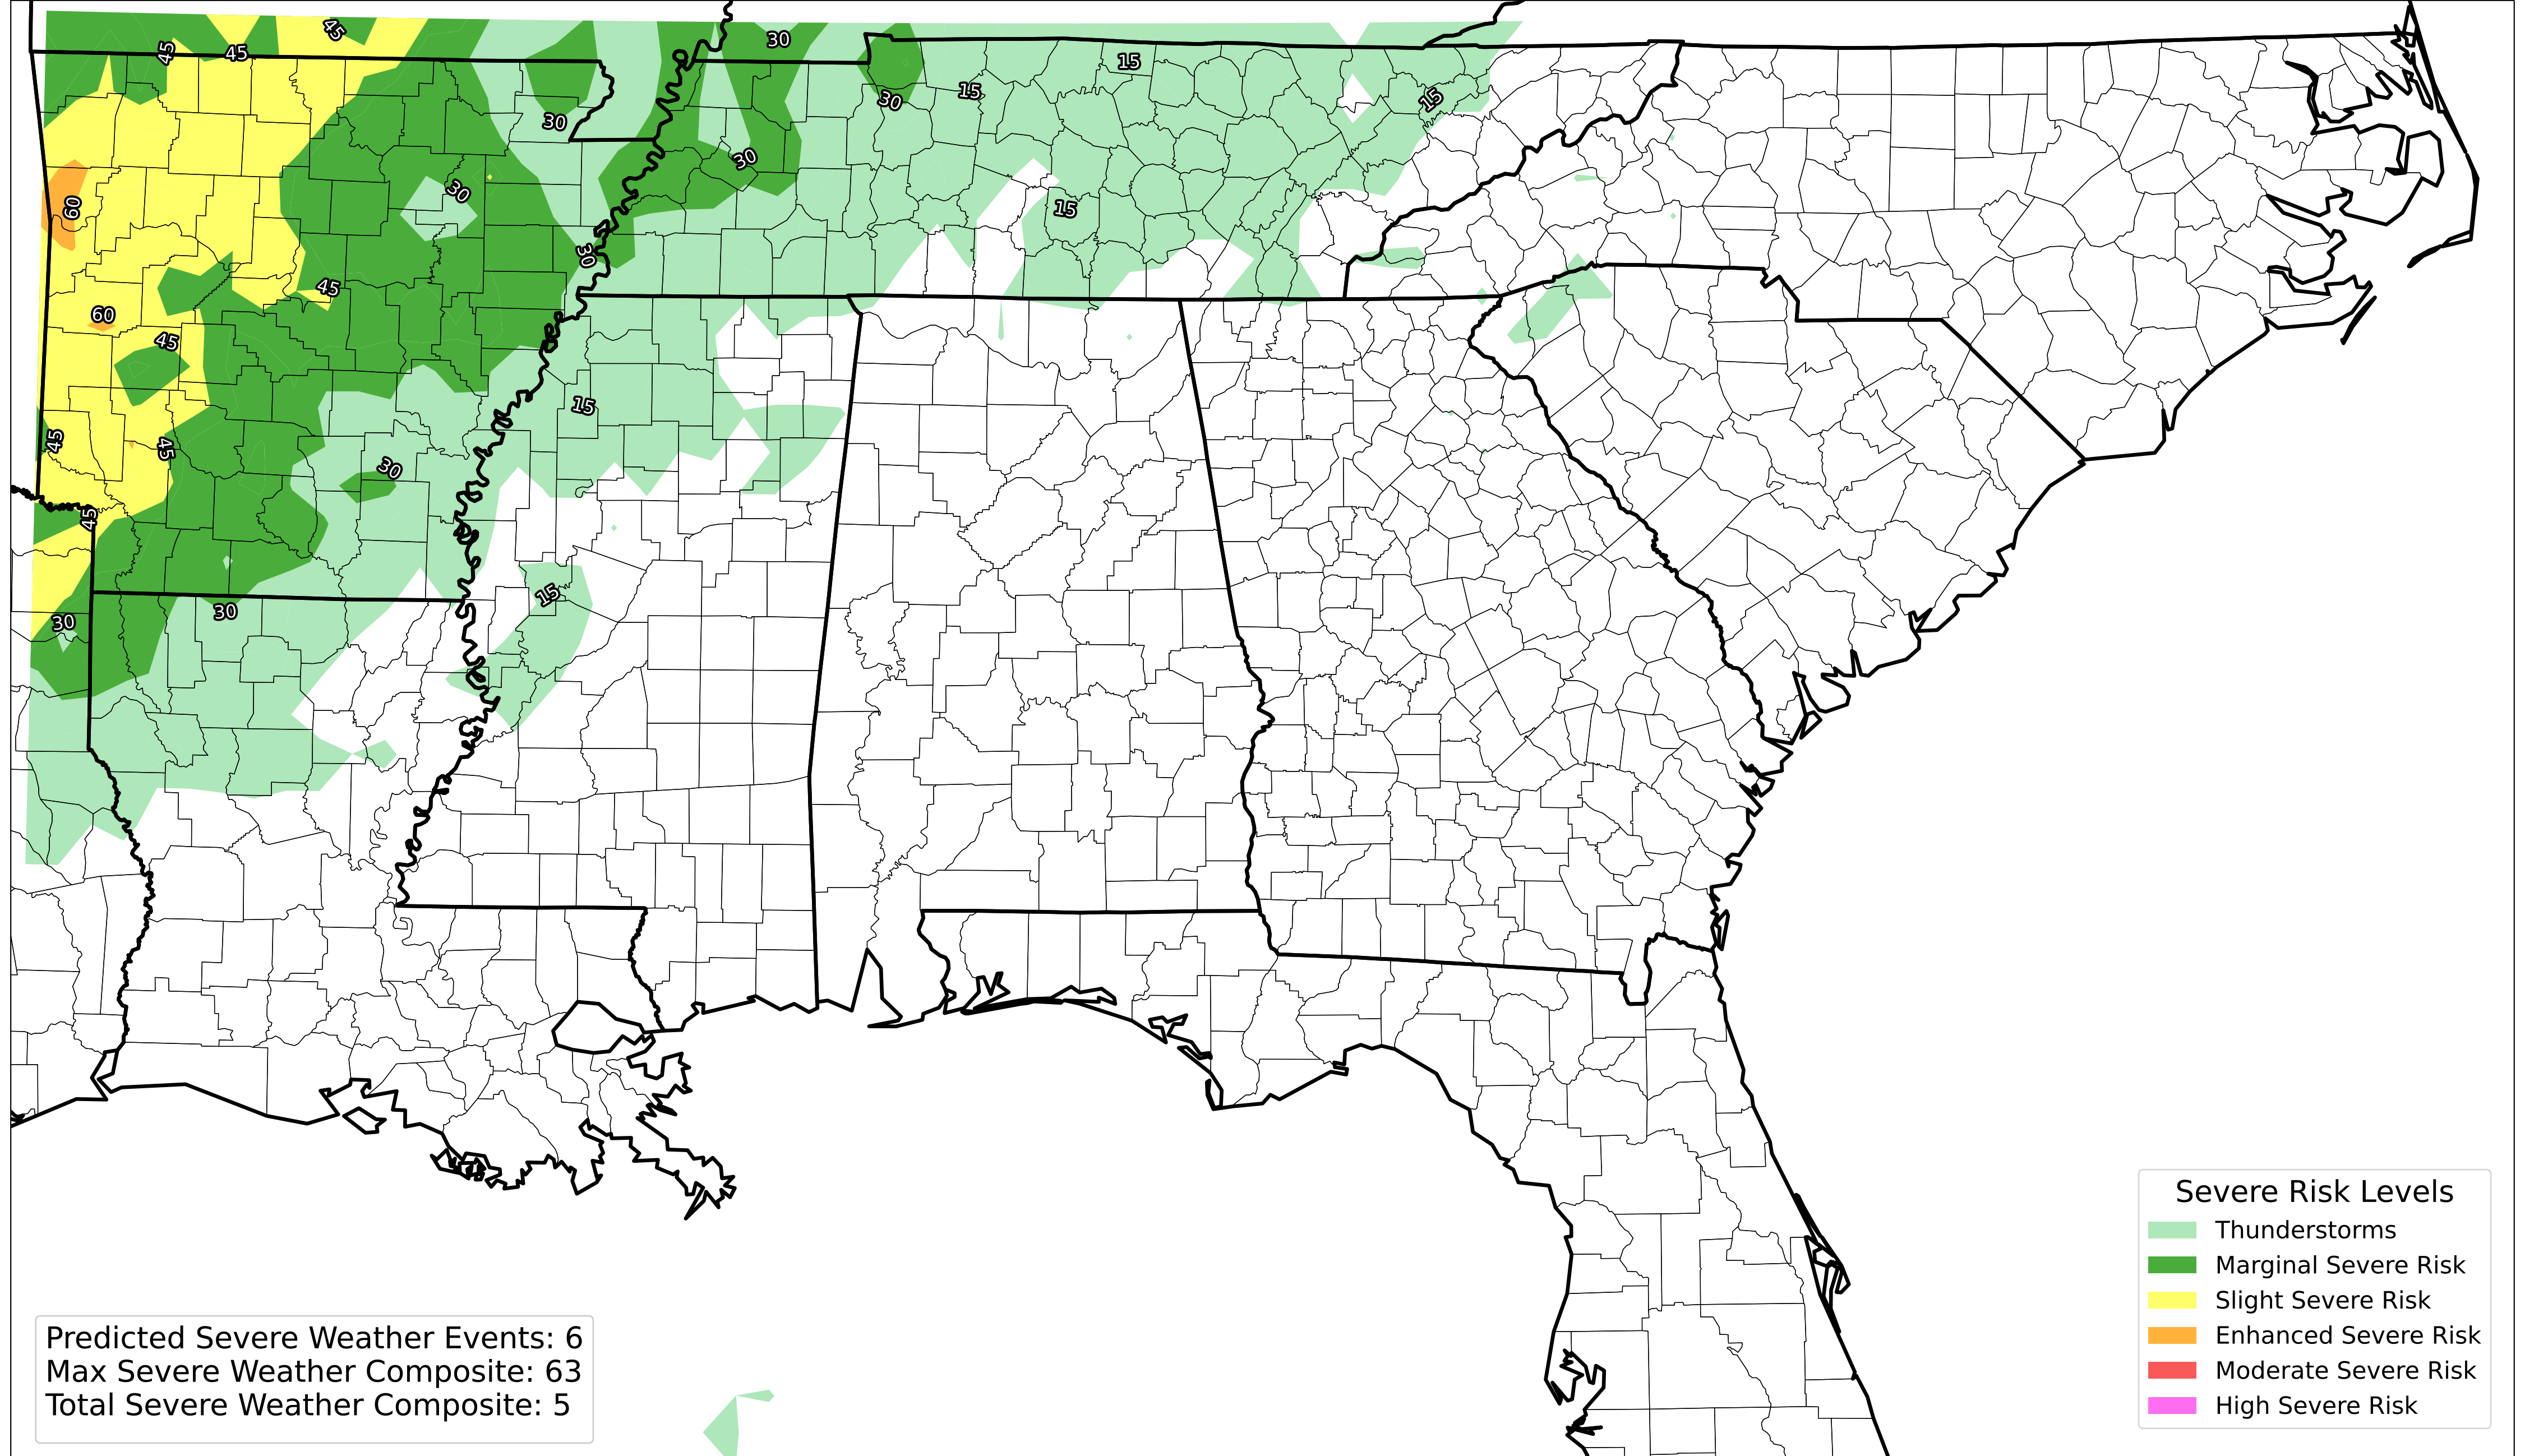 45
30
45
45
15
15
30
15
30
30
30
60
15
30
45
60
45
15
45
45
30
45
15
30
30
Severe Risk Levels
Thunderstorms
Marginal Severe Risk
Slight Severe Risk
Enhanced Severe Risk
Moderate Severe Risk
High Severe Risk
Predicted Severe Weather Events: 6
Max Severe Weather Composite: 63
Total Severe Weather Composite: 5